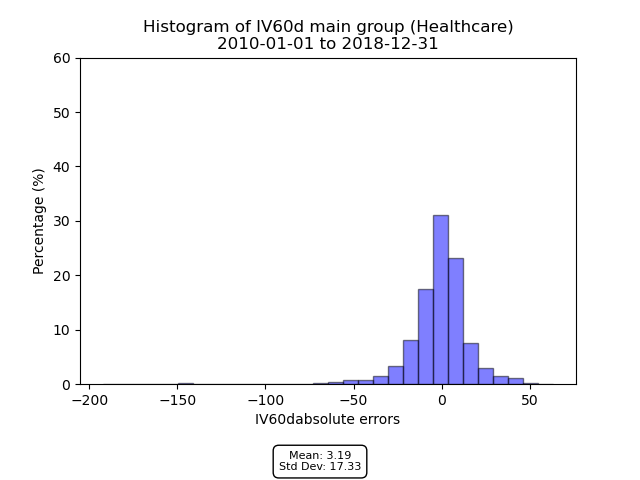 Histogram of IV60d main group (Healthcare)
2010-01-01 to 2018-12-31
60
50
40
30
20
10
0
Percentage (%)
−200
−150
−100
−50
0
50
IV60dabsolute errors
Mean: 3.19
Std Dev: 17.33